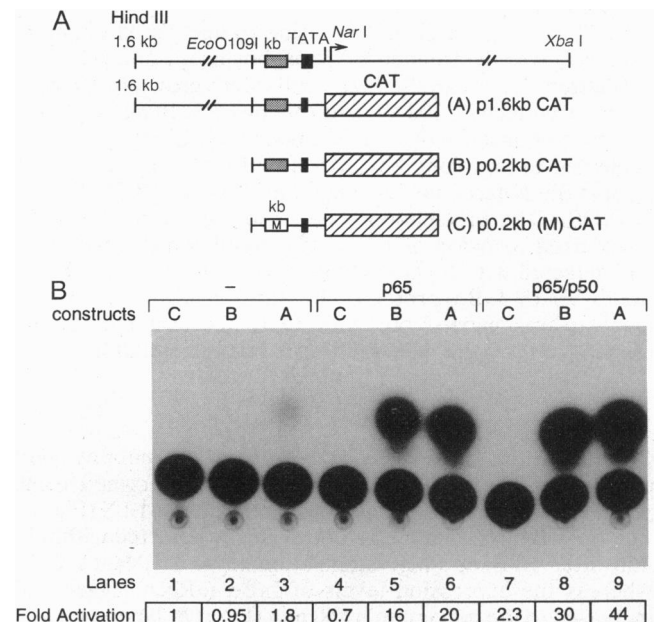 A
Hind III
1.6 kb EcoO109I kb TATA Nar I Xba I
1.6 kb CAT
(A) p1.6kb CAT
(B) p0.2kb CAT
kb
M (C) p0.2kb (M) CAT
B
– p65 p65/p50
constructs C B A C B A C B A
Lanes 1 2 3 4 5 6 7 8 9
Fold Activation 1 0.95 1.8 0.7 16 20 2.3 30 44